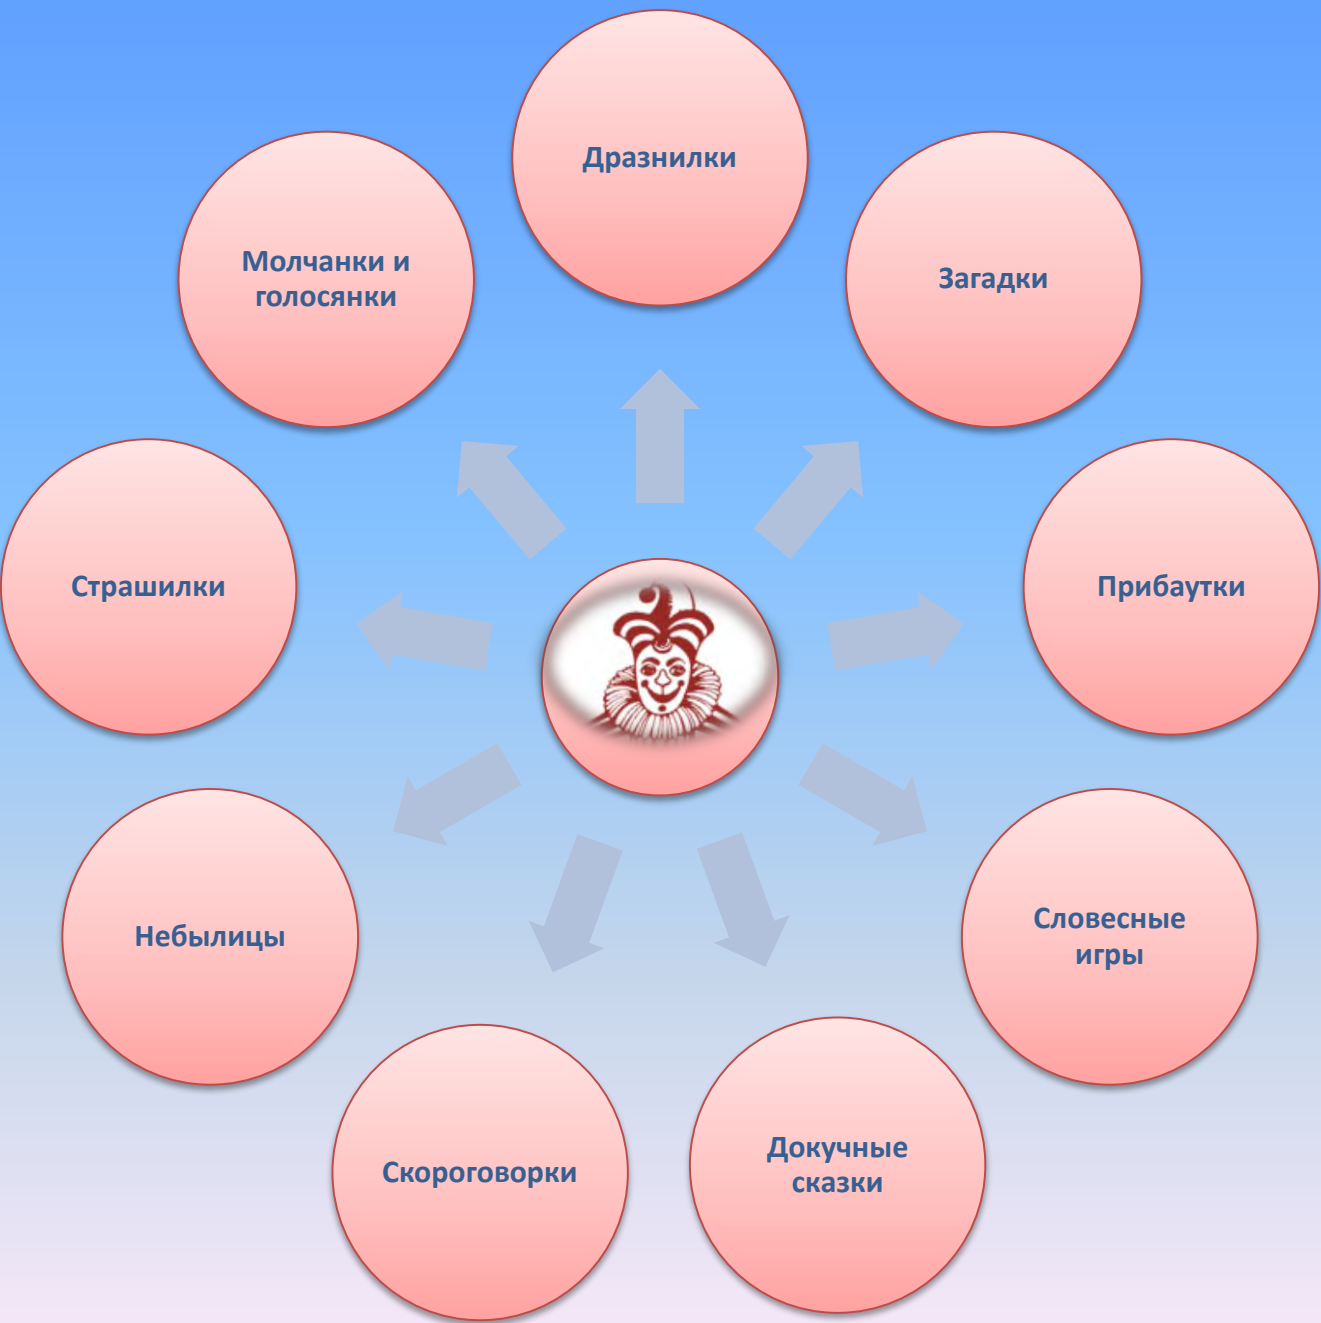 Дразнилки
Загадки
Прибаутки
Словесные
игры
Докучные
сказки
Скороговорки
Небылицы
Страшилки
Молчанки и
голосянки